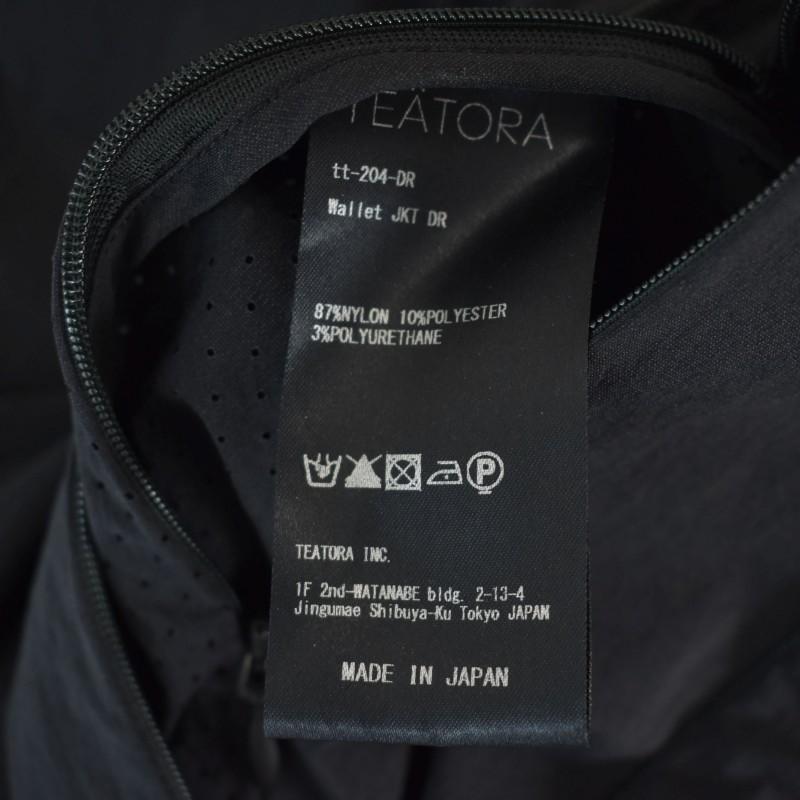 TEÄTORA
tt-204-DR
Wallet JKT DR
87%NYLON 10%POLYESTER
3%POLYURETHANE
P
TEATORA INC.
1F 2nd-WATANABE bldg. 2-13-4
Jingumae Shibuya-Ku Tokyo JAPAN
MADE IN JAPAN